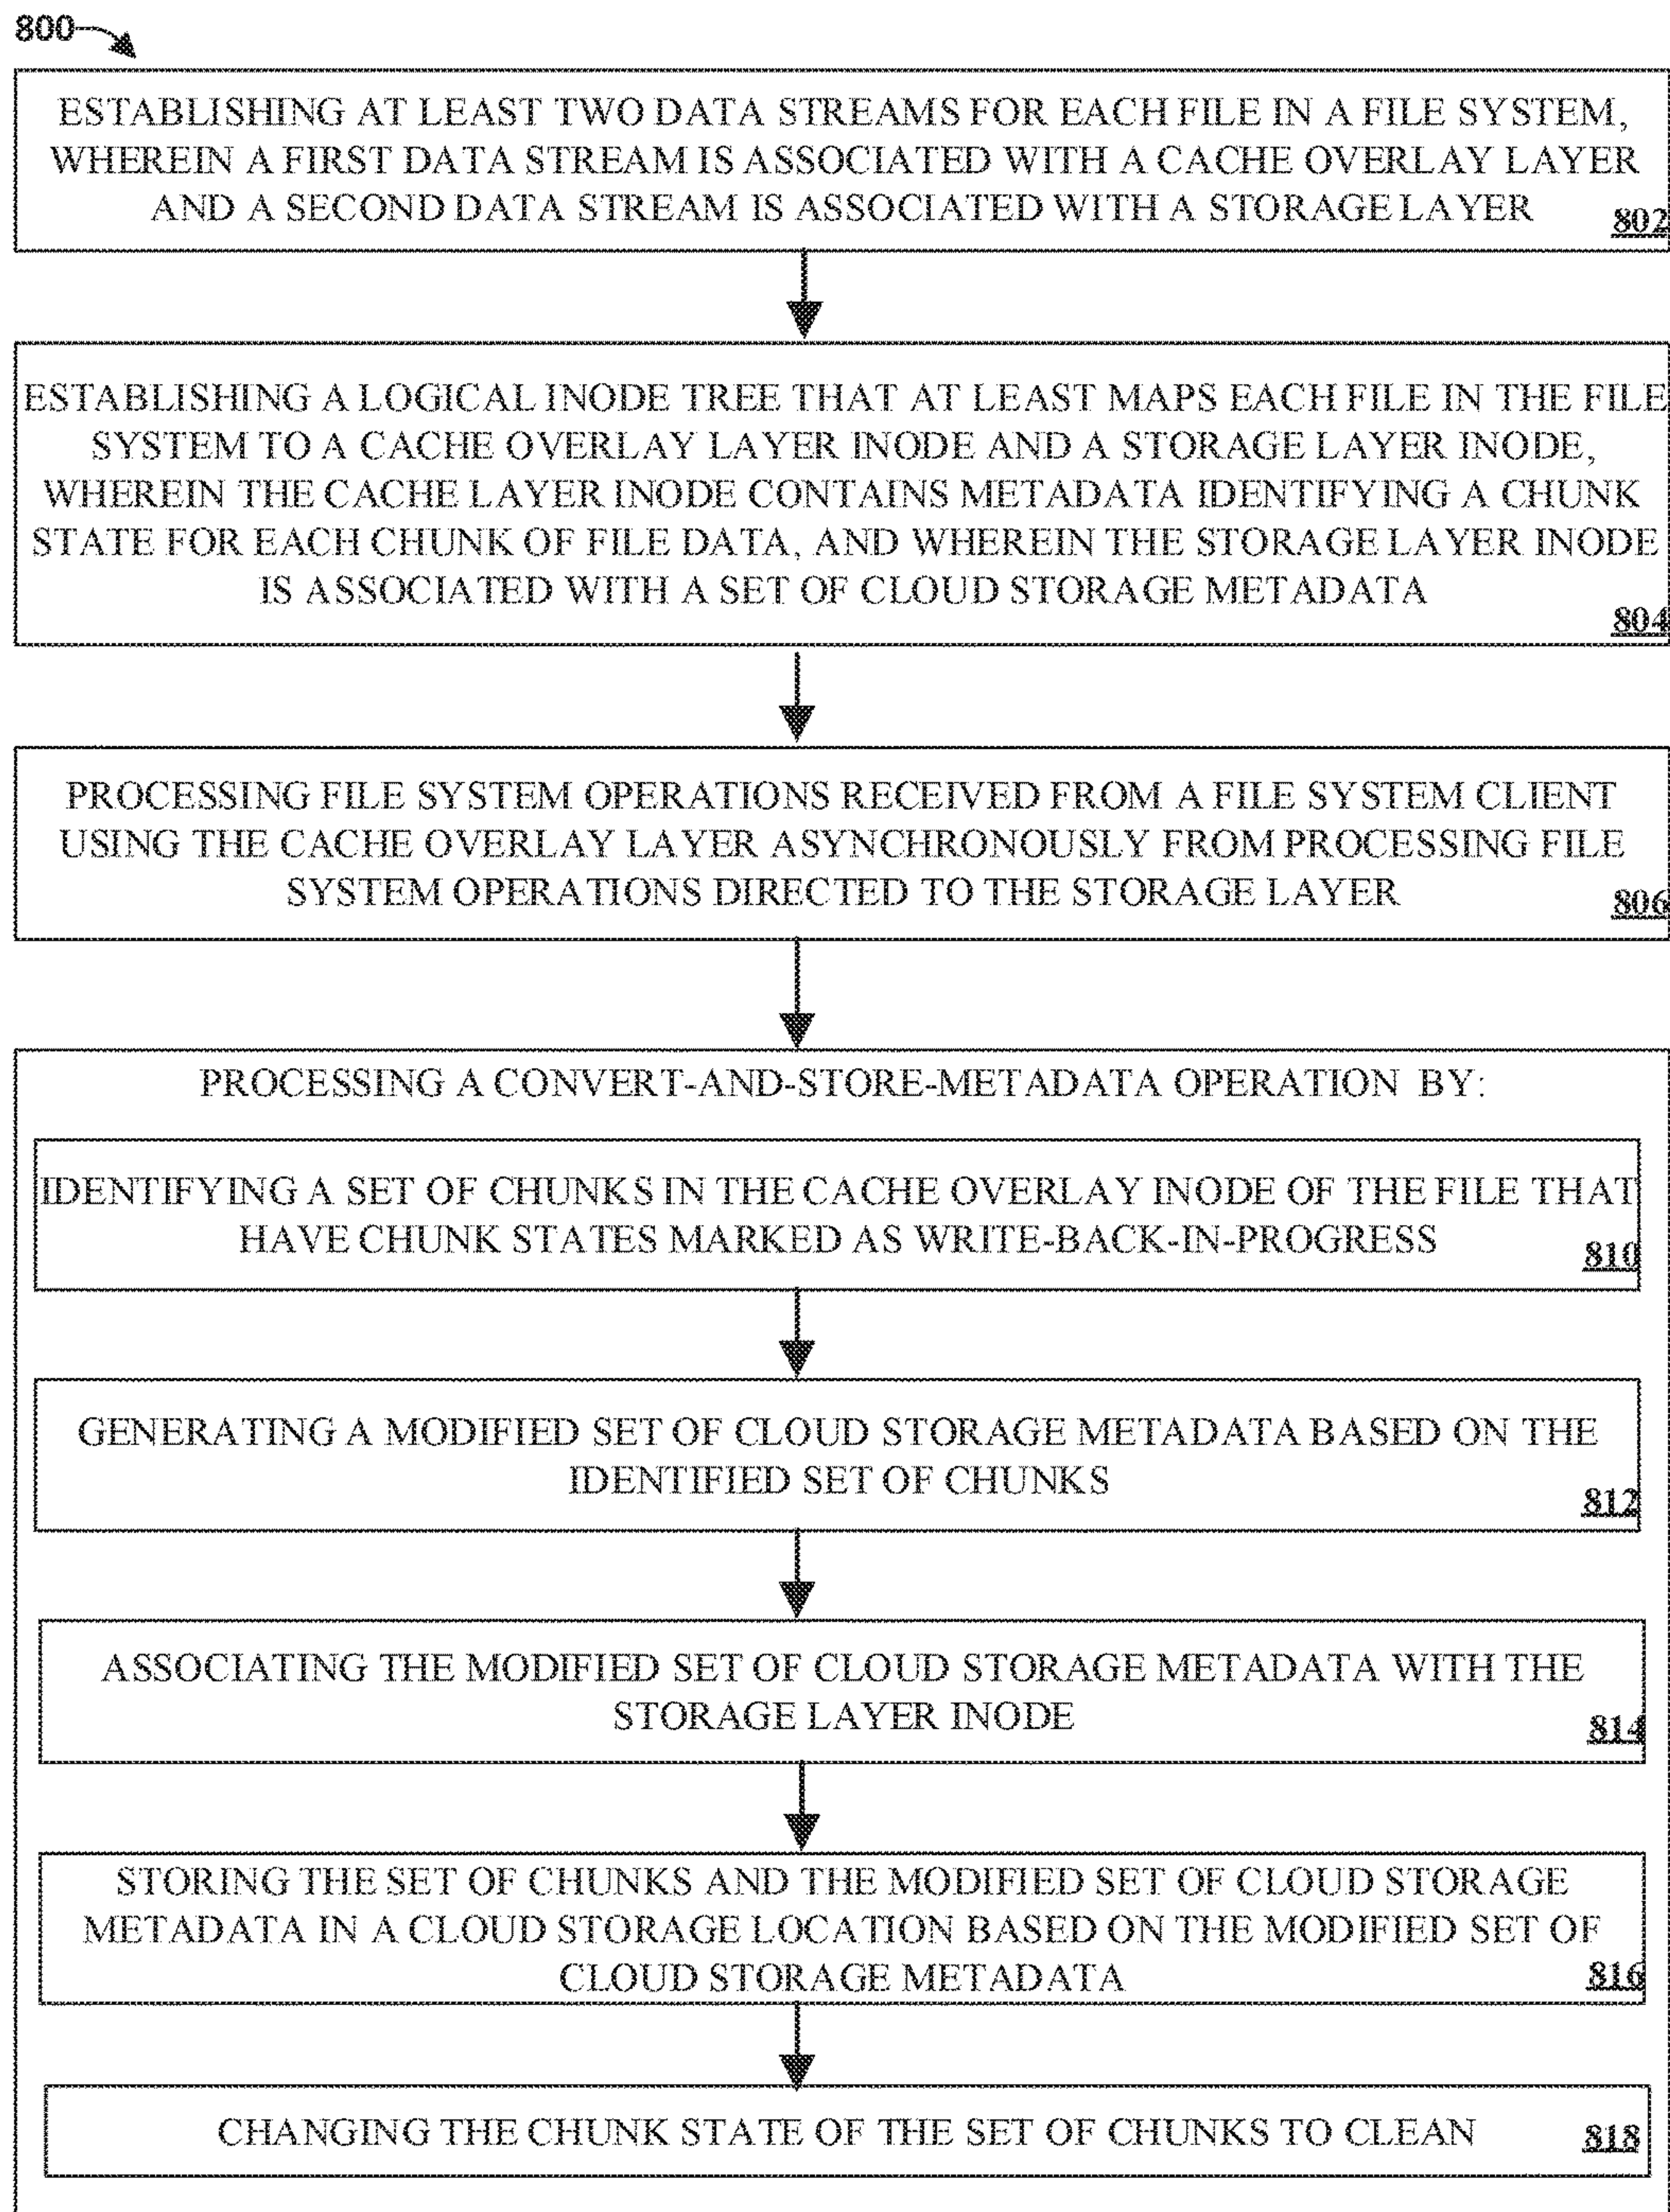 800
ESTABLISHING AT LEAST TWO DATA STREAMS FOR EACH FILE IN A FILE SYSTEM,
WHEREIN A FIRST DATA STREAM IS ASSOCIATED WITH A CACHE OVERLAY LAYER
AND A SECOND DATA STREAM IS ASSOCIATED WITH A STORAGE LAYER
802
ESTABLISHING A LOGICAL INODE TREE THAT AT LEAST MAPS EACH FILE IN THE FILE
SYSTEM TO A CACHE OVERLAY LAYER INODE AND A STORAGE LAYER INODE,
WHEREIN THE CACHE LAYER INODE CONTAINS METADATA IDENTIFYING A CHUNK
STATE FOR EACH CHUNK OF FILE DATA, AND WHEREIN THE STORAGE LAYER INODE
IS ASSOCIATED WITH A SET OF CLOUD STORAGE METADATA
804
PROCESSING FILE SYSTEM OPERATIONS RECEIVED FROM A FILE SYSTEM CLIENT
USING THE CACHE OVERLAY LAYER ASYNCHRONOUSLY FROM PROCESSING FILE
SYSTEM OPERATIONS DIRECTED TO THE STORAGE LAYER
806
PROCESSING A CONVERT-AND-STORE-METADATA OPERATION BY:
IDENTIFYING A SET OF CHUNKS IN THE CACHE OVERLAY INODE OF THE FILE THAT
HAVE CHUNK STATES MARKED AS WRITE-BACK-IN-PROGRESS
810
GENERATING A MODIFIED SET OF CLOUD STORAGE METADATA BASED ON THE
IDENTIFIED SET OF CHUNKS
812
ASSOCIATING THE MODIFIED SET OF CLOUD STORAGE METADATA WITH THE
STORAGE LAYER INODE
814
STORING THE SET OF CHUNKS AND THE MODIFIED SET OF CLOUD STORAGE
METADATA IN A CLOUD STORAGE LOCATION BASED ON THE MODIFIED SET OF
CLOUD STORAGE METADATA
816
CHANGING THE CHUNK STATE OF THE SET OF CHUNKS TO CLEAN
818